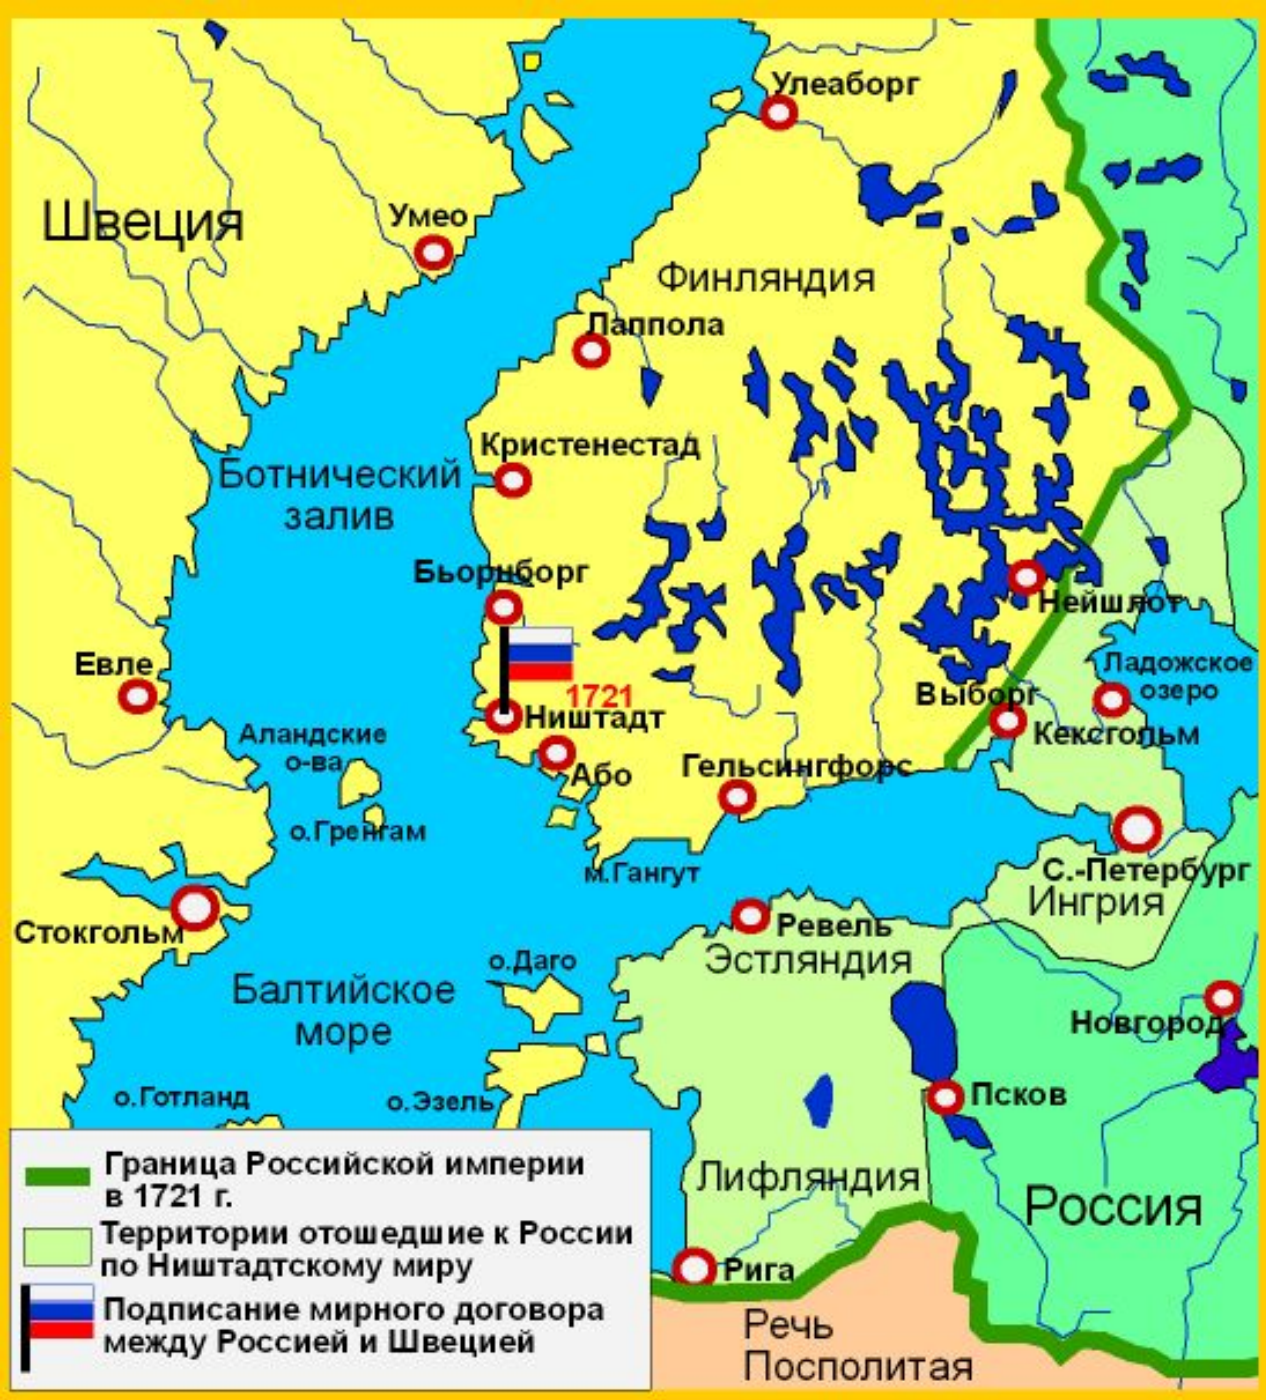 Улеаборг
Швеция
Умео
Финляндия
Лаппола
Кристенестад
Ботнический
залив
Бьорнборг
Нейшлот
Евле
Ладожское
озеро
Выборг
1721
Ништадт
Кексгольм
Аландские
о-ва
Або
Гельсингфорс
о.Гренгам
м.Гангут
С.-Петербург
Ингрия
Стокгольм
Ревель
Эстляндия
о.Даго
Балтийское
море
Новгород
о.Готланд
о.Эзель
Псков
Лифляндия
Россия
Рига
Речь
Посполитая
Граница Российской империи
в 1721 г.
Территории отошедшие к России
по Ништадтскому миру
Подписание мирного договора
между Россией и Швецией